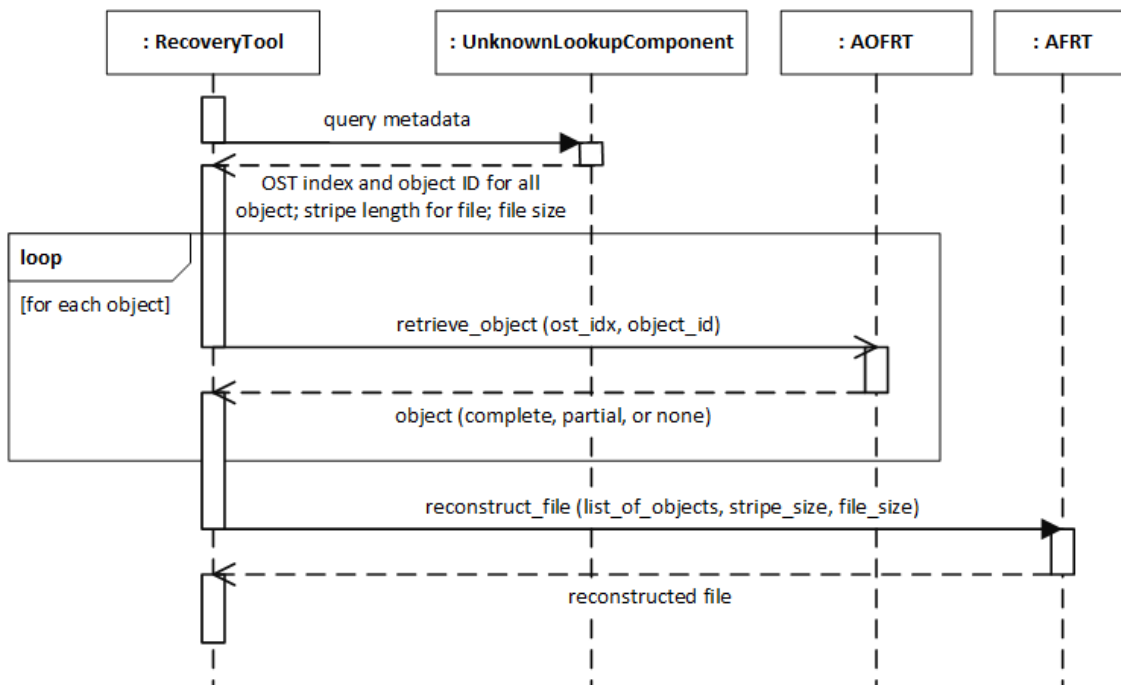 : RecoveryTool
: UnknownLookupComponent
: AOFRT
: AFRT
query metadata
OST index and object ID for all
object; stripe length for file; file size
loop
[for each object]
retrieve_object (ost_idx, object_id)
object (complete, partial, or none)
reconstruct_file (list_of_objects, stripe_size, file_size)
reconstructed file